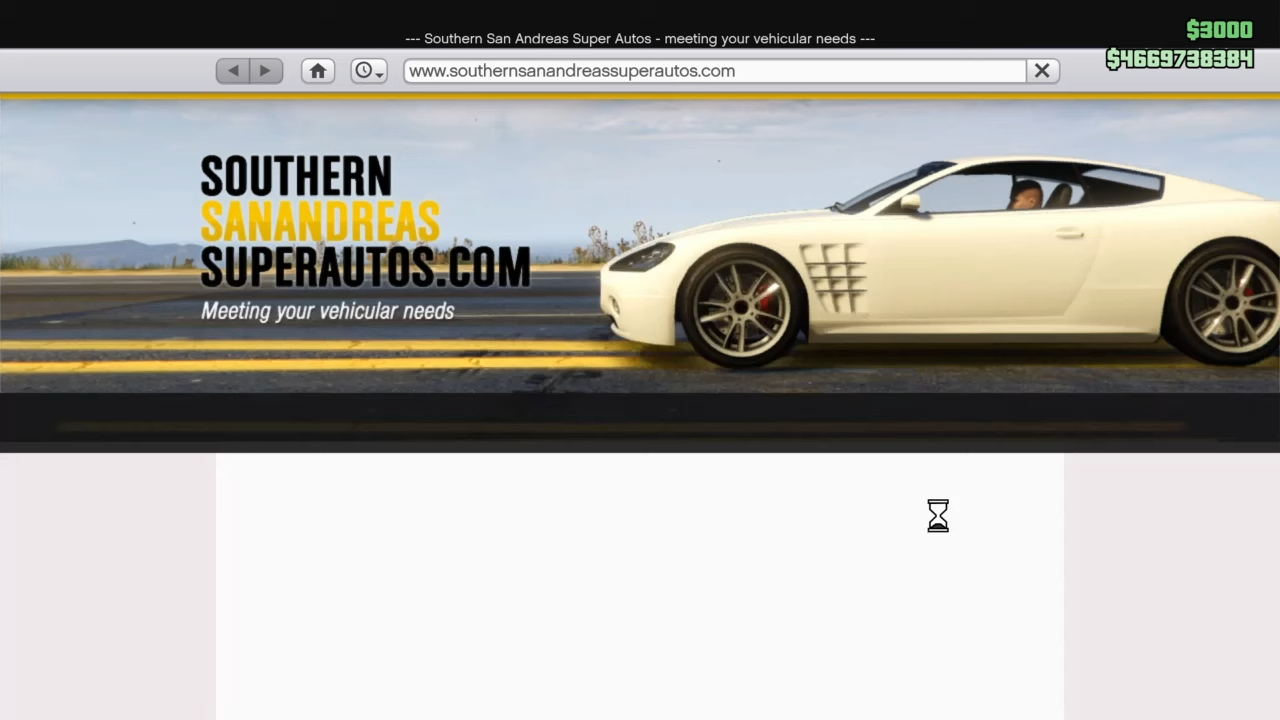 --- Southern San Andreas Super Autos - meeting your vehicular needs ---
$3000
$4669738384
www.southernsanandreassuperautos.com
SOUTHERN
SANANDREAS
SUPERAUTOS.COM
Meeting your vehicular needs